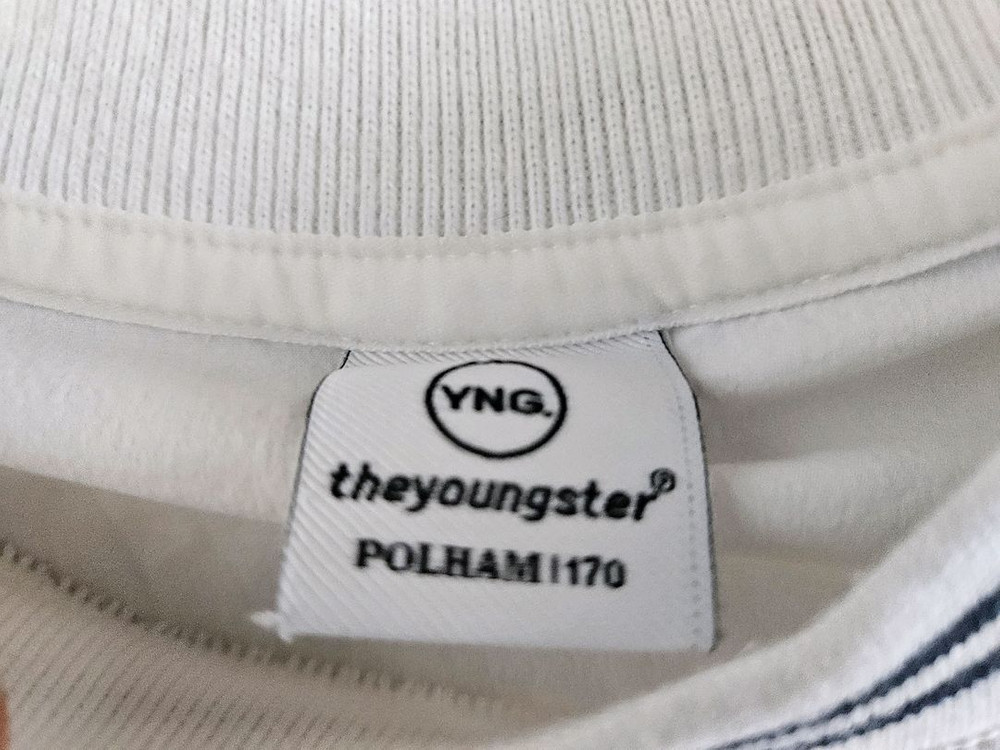 YNG.
theyoungster℗
POLHAM | 170